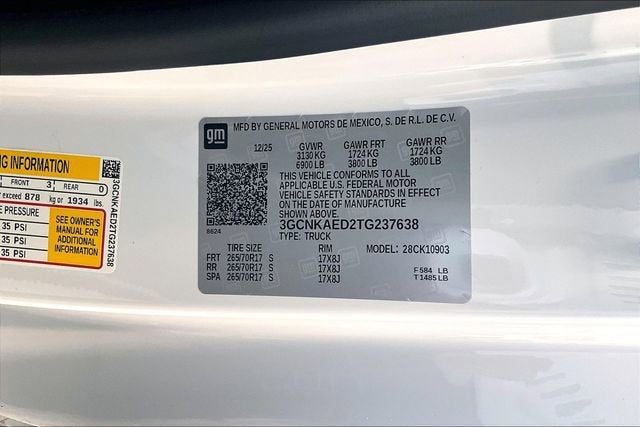 NG INFORMATION
FRONT 3 REAR 0
exceed 878 kg or 1934 lbs.
PRESSURE
35 PSI
35 PSI
35 PSI
SEE OWNER'S
MANUAL FOR
ADDITIONAL
INFORMATION
3GCNKAED2TG237638
gm
MFD BY GENERAL MOTORS DE MEXICO, S. DE R.L. DE C.V.
12/25 GVWR GAWR FRT GAWR RR
3130 KG 1724 KG 1724 KG
6900 LB 3800 LB 3800 LB
THIS VEHICLE CONFORMS TO ALL
APPLICABLE U.S. FEDERAL MOTOR
VEHICLE SAFETY STANDARDS IN EFFECT
ON THE DATE OF MANUFACTURE
SHOWN ABOVE.
3GCNKAED2TG237638
8624
TYPE: TRUCK
TIRE SIZE RIM MODEL: 28CK10903
FRT 265/70R17 S 17X8J
RR 265/70R17 S 17X8J F 584 LB
SPA 265/70R17 S 17X8J T 1485 LB